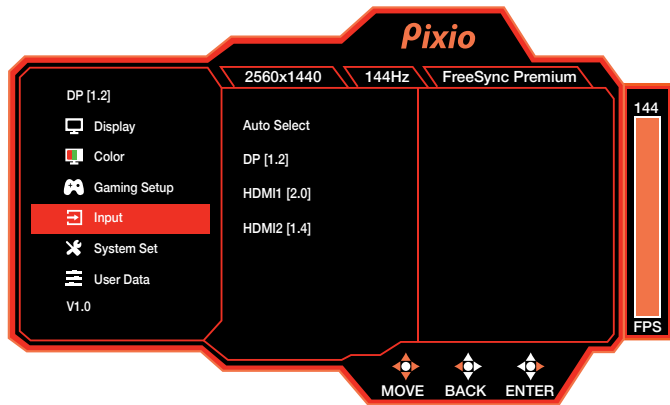 Pixio
2560x1440 144Hz FreeSync Premium
DP [1.2]
Display
Color
Gaming Setup
Input
System Set
User Data
V1.0
Auto Select
DP [1.2]
HDMI1 [2.0]
HDMI2 [1.4]
144
FPS
MOVE BACK ENTER